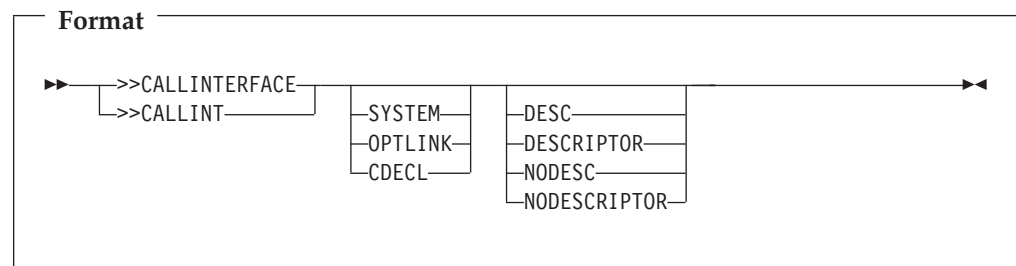 Format
>>CALLINTERFACE
>>CALLINT
SYSTEM
OPTLINK
CDECL
DESC
DESCRIPTOR
NODESC
NODESCRIPTOR